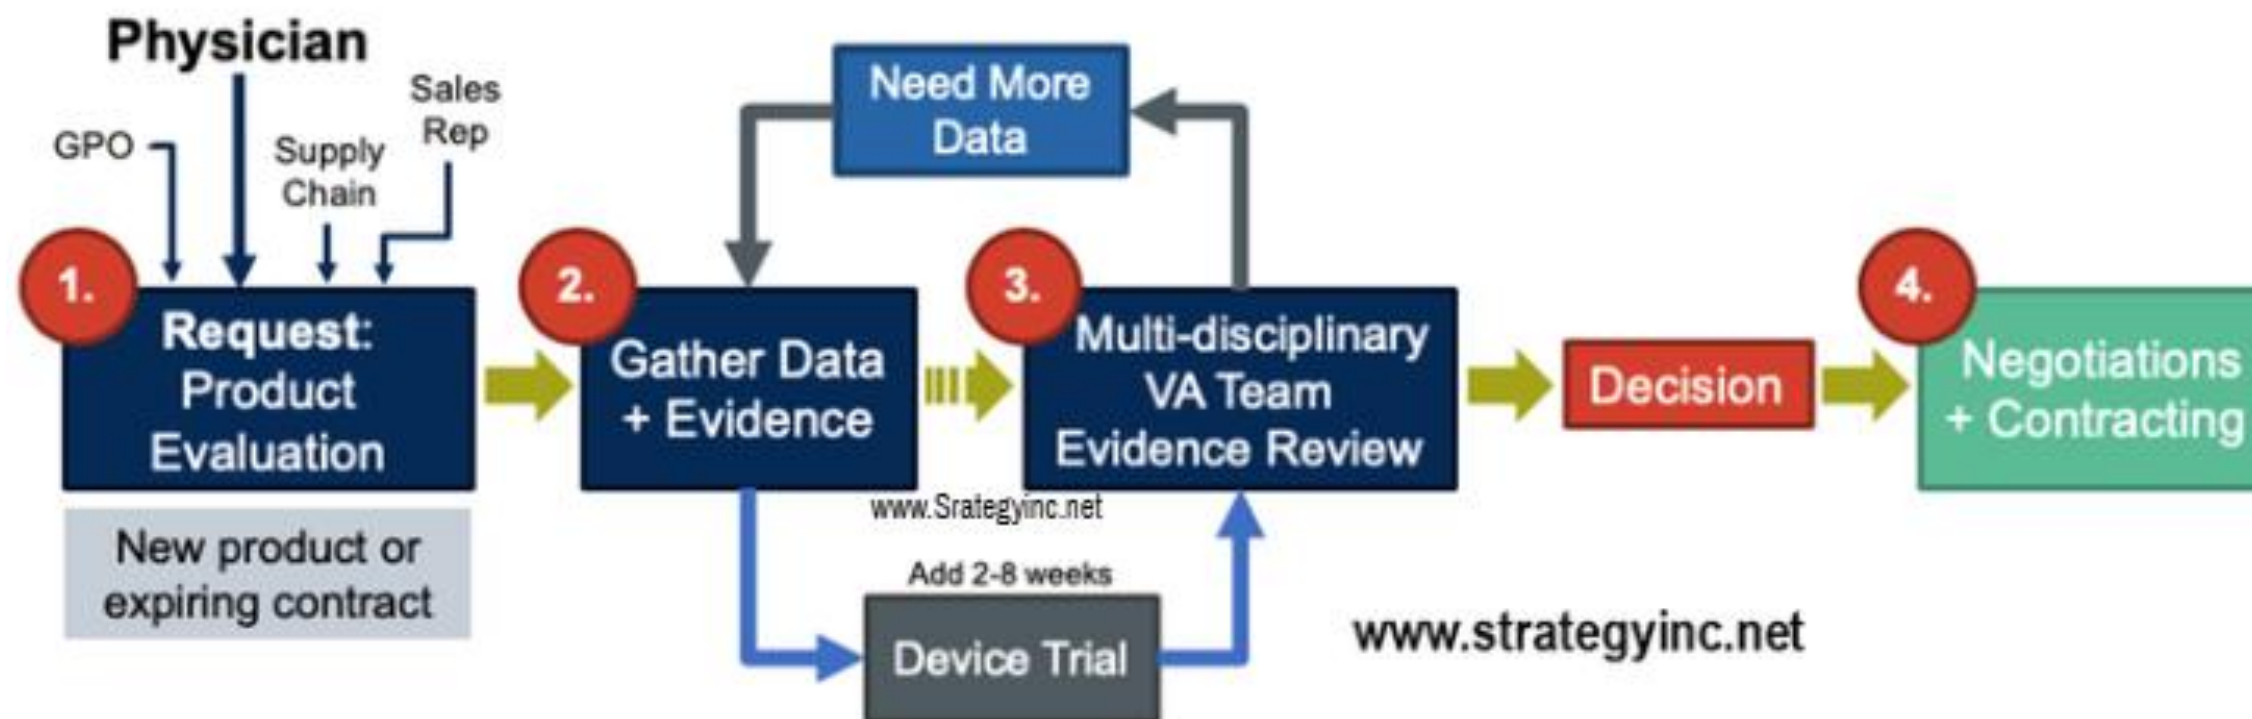 Physician
GPO
Supply
Chain
Sales
Rep
1.
Request:
Product
Evaluation
New product or
expiring contract
2.
Gather Data
+ Evidence
Need More
Data
3.
Multi-disciplinary
VA Team
Evidence Review
www.Srategyinc.net
Add 2-8 weeks
Device Trial
Decision
4.
Negotiations
+ Contracting
www.strategyinc.net